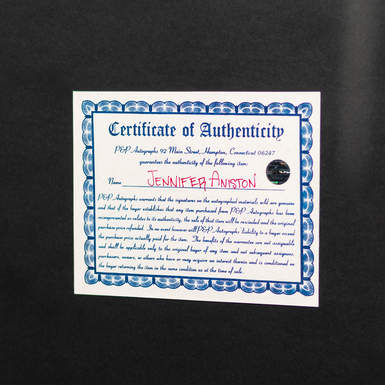 Certificate of Authenticity
P&P Autographs 92 Main Street, Hampton, Connecticut 06247
guarantees the authenticity of the following item:
Name JENNIFER ANISTON
P&P Autographs warrants that the signatures on the autographed materials sold are genuine
and that if the buyer establishes that any item purchased from P&P Autographs has been
misrepresented as relates to its authenticity, the sale of that item will be rescinded and the original
purchase price refunded. In no event however will P&P Autographs' liability to a buyer exceed
the purchase price actually paid for the item. The benefits of the warrantee are not assignable
and shall be applicable only to the original buyer of any item and not subsequent assignees,
purchasers, owners, or others who have or may acquire an interest therein and is conditioned on
the buyer returning the item in the same condition as at the time of sale.